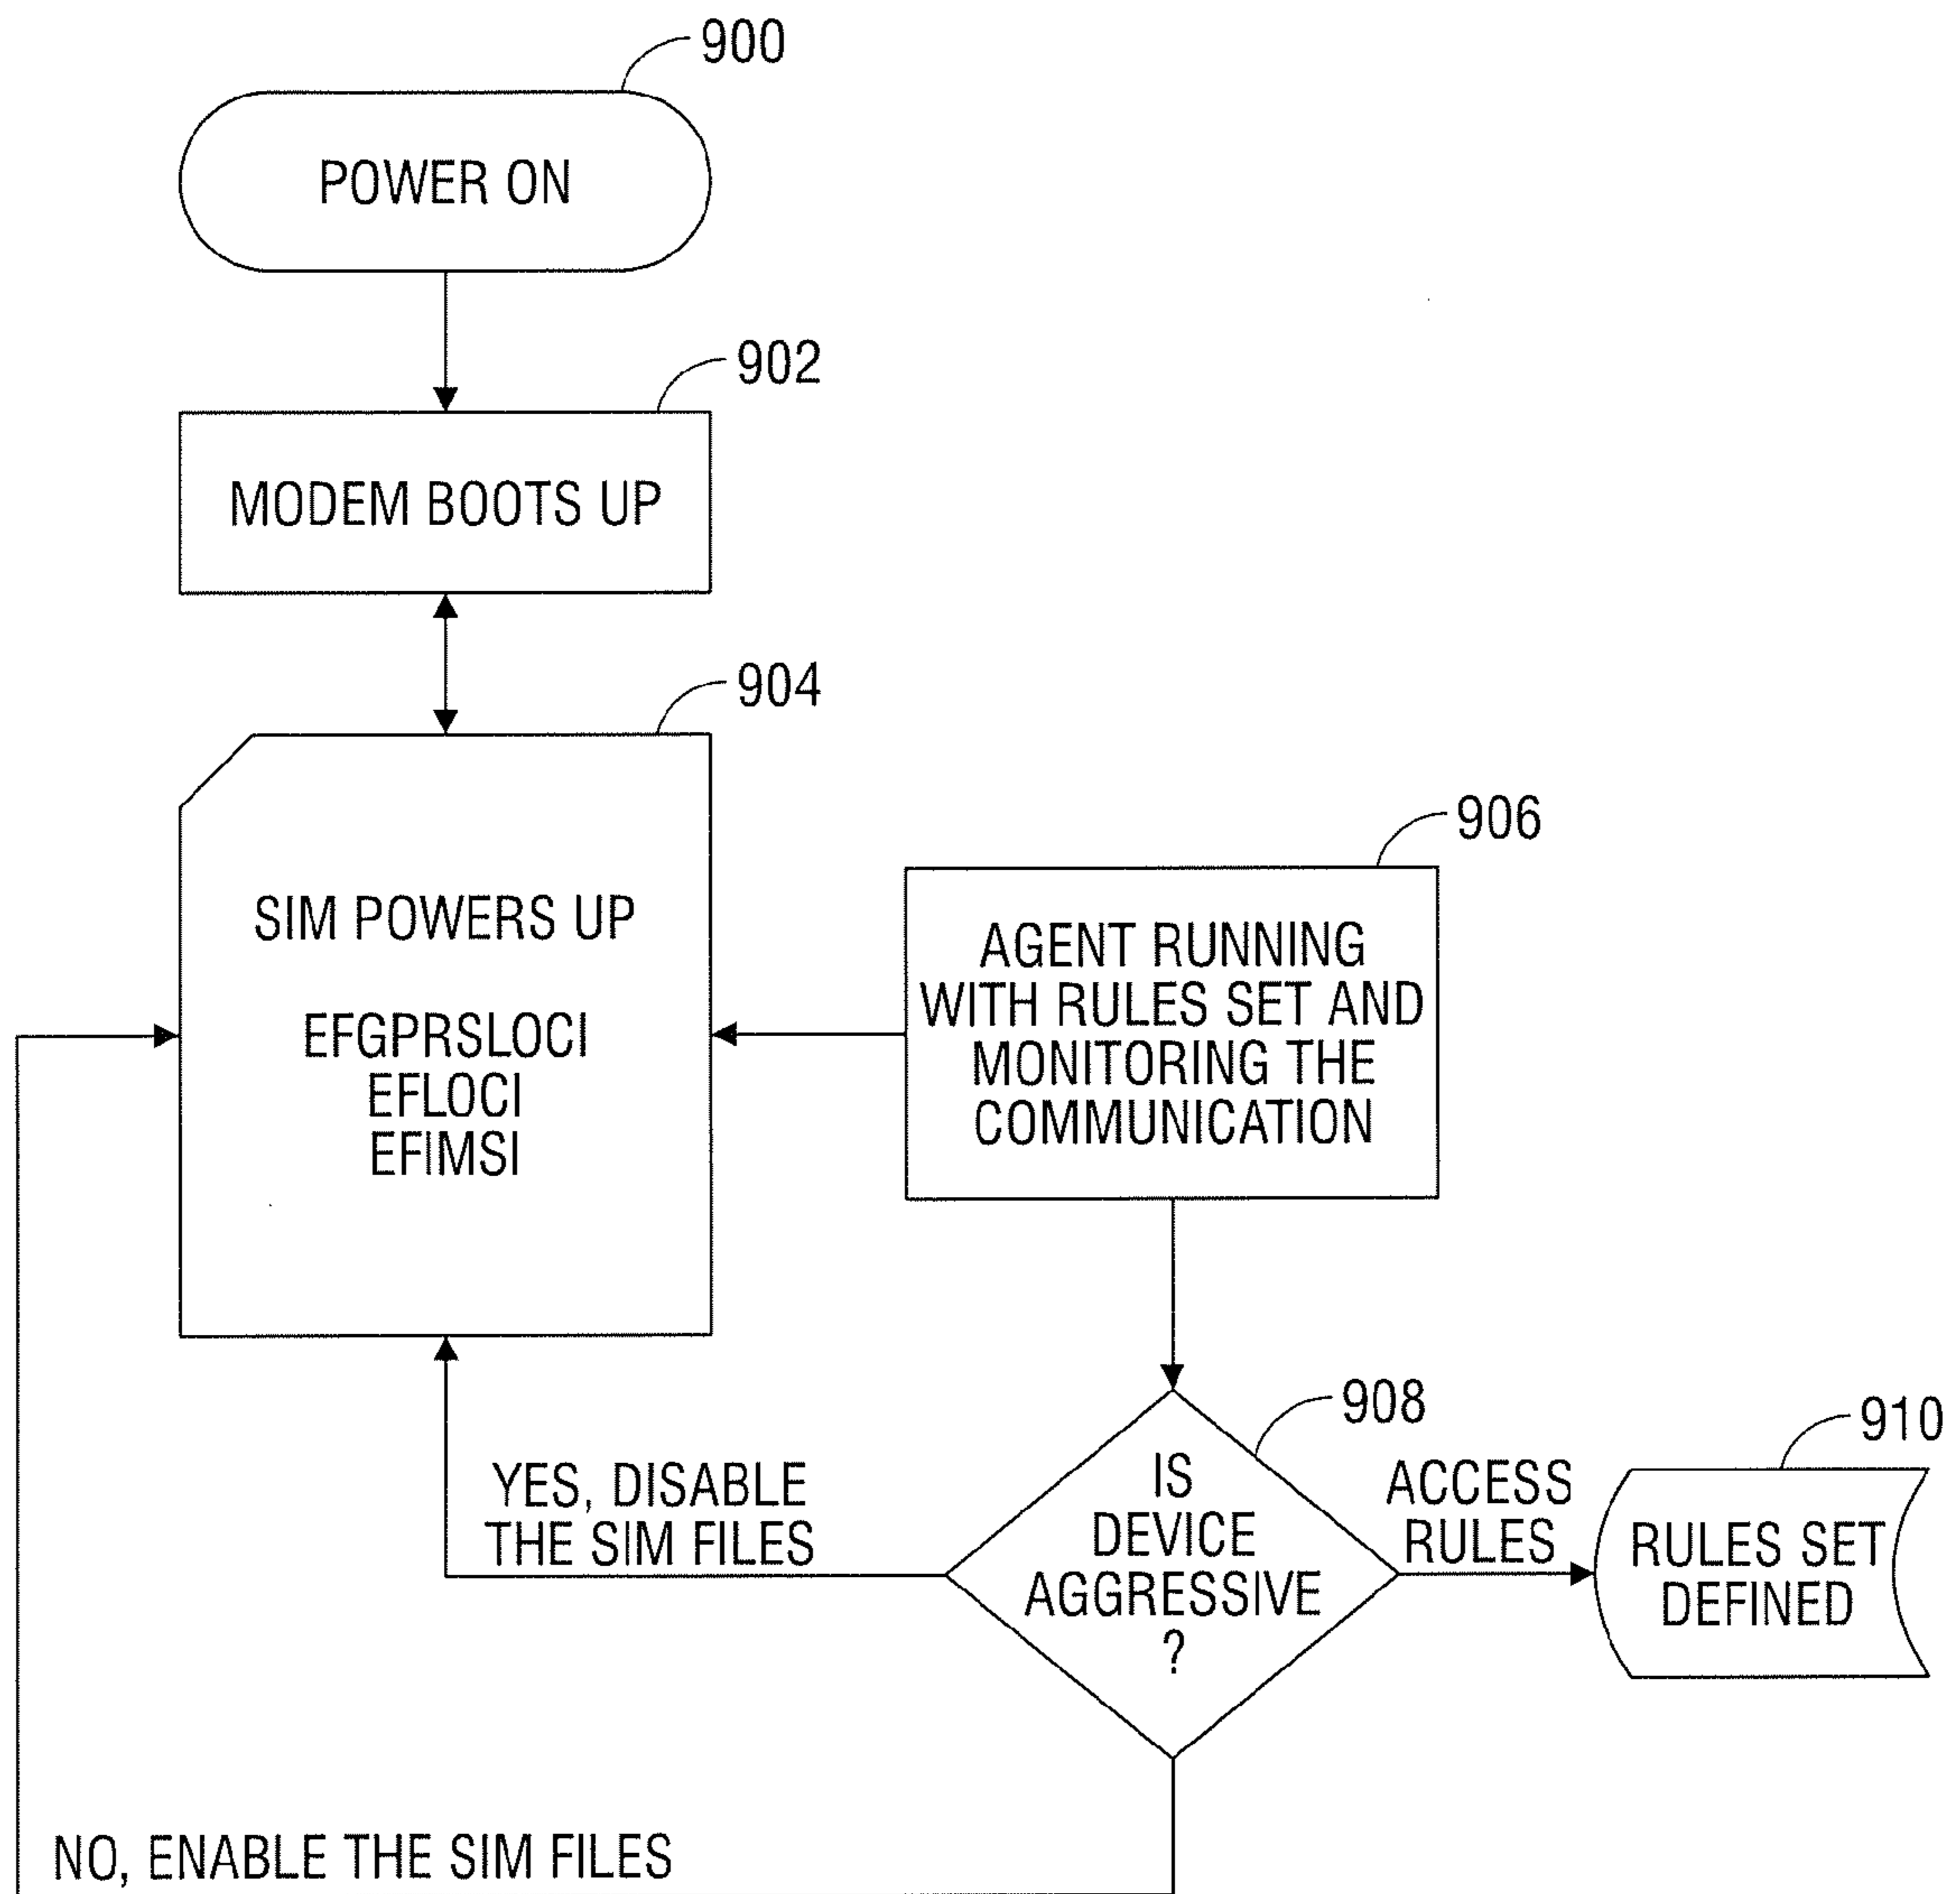 900
POWER ON
902
MODEM BOOTS UP
904
SIM POWERS UP
EFGPRSLOCI
EFLOCI
EFIMSI
906
AGENT RUNNING
WITH RULES SET AND
MONITORING THE
COMMUNICATION
908
IS
DEVICE
AGGRESSIVE
?
YES, DISABLE
THE SIM FILES
ACCESS
RULES
910
RULES SET
DEFINED
NO, ENABLE THE SIM FILES